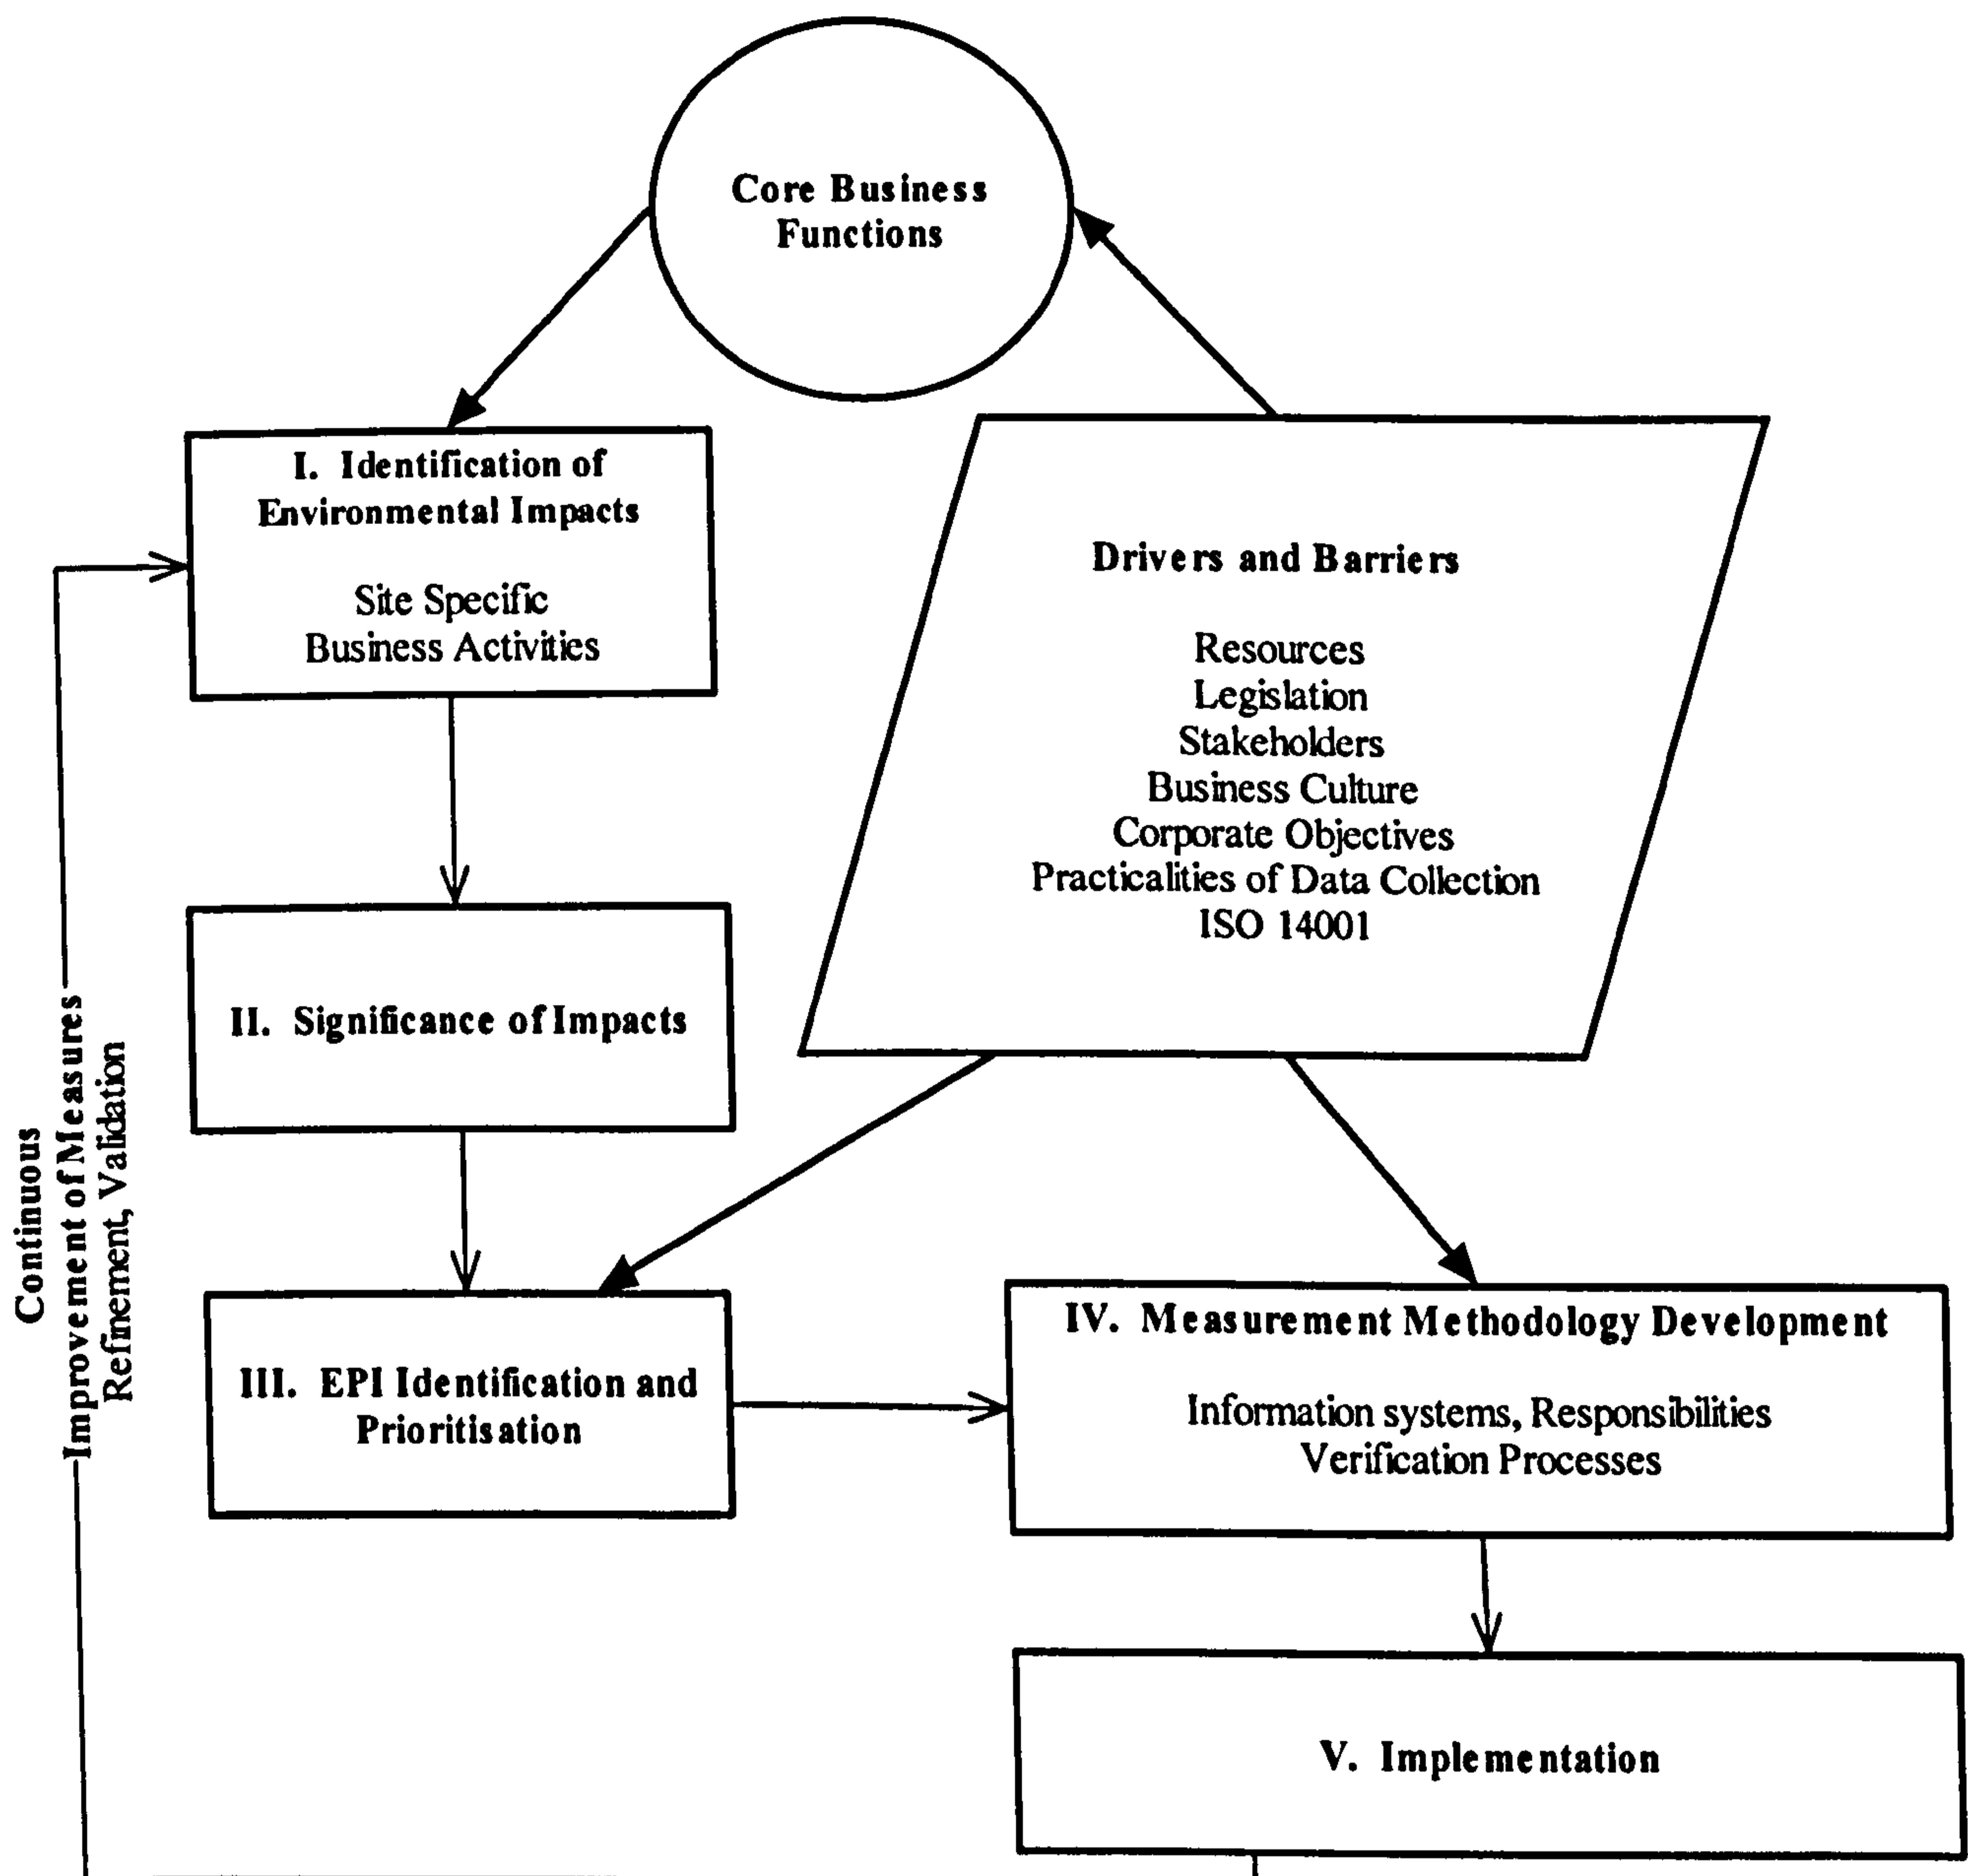 Core Business
Functions
I. Identification of
Environmental Impacts
Site Specific
Business Activities
Drivers and Barriers
Resources
Legislation
Stakeholders
Business Culture
Corporate Objectives
Practicalities of Data Collection
ISO 14001
II. Significance of Impacts
Continuous
Improvement of Measures
Refinement, Validation
III. EPI Identification and
Prioritisation
IV. Measurement Methodology Development
Information systems, Responsibilities
Verification Processes
V. Implementation